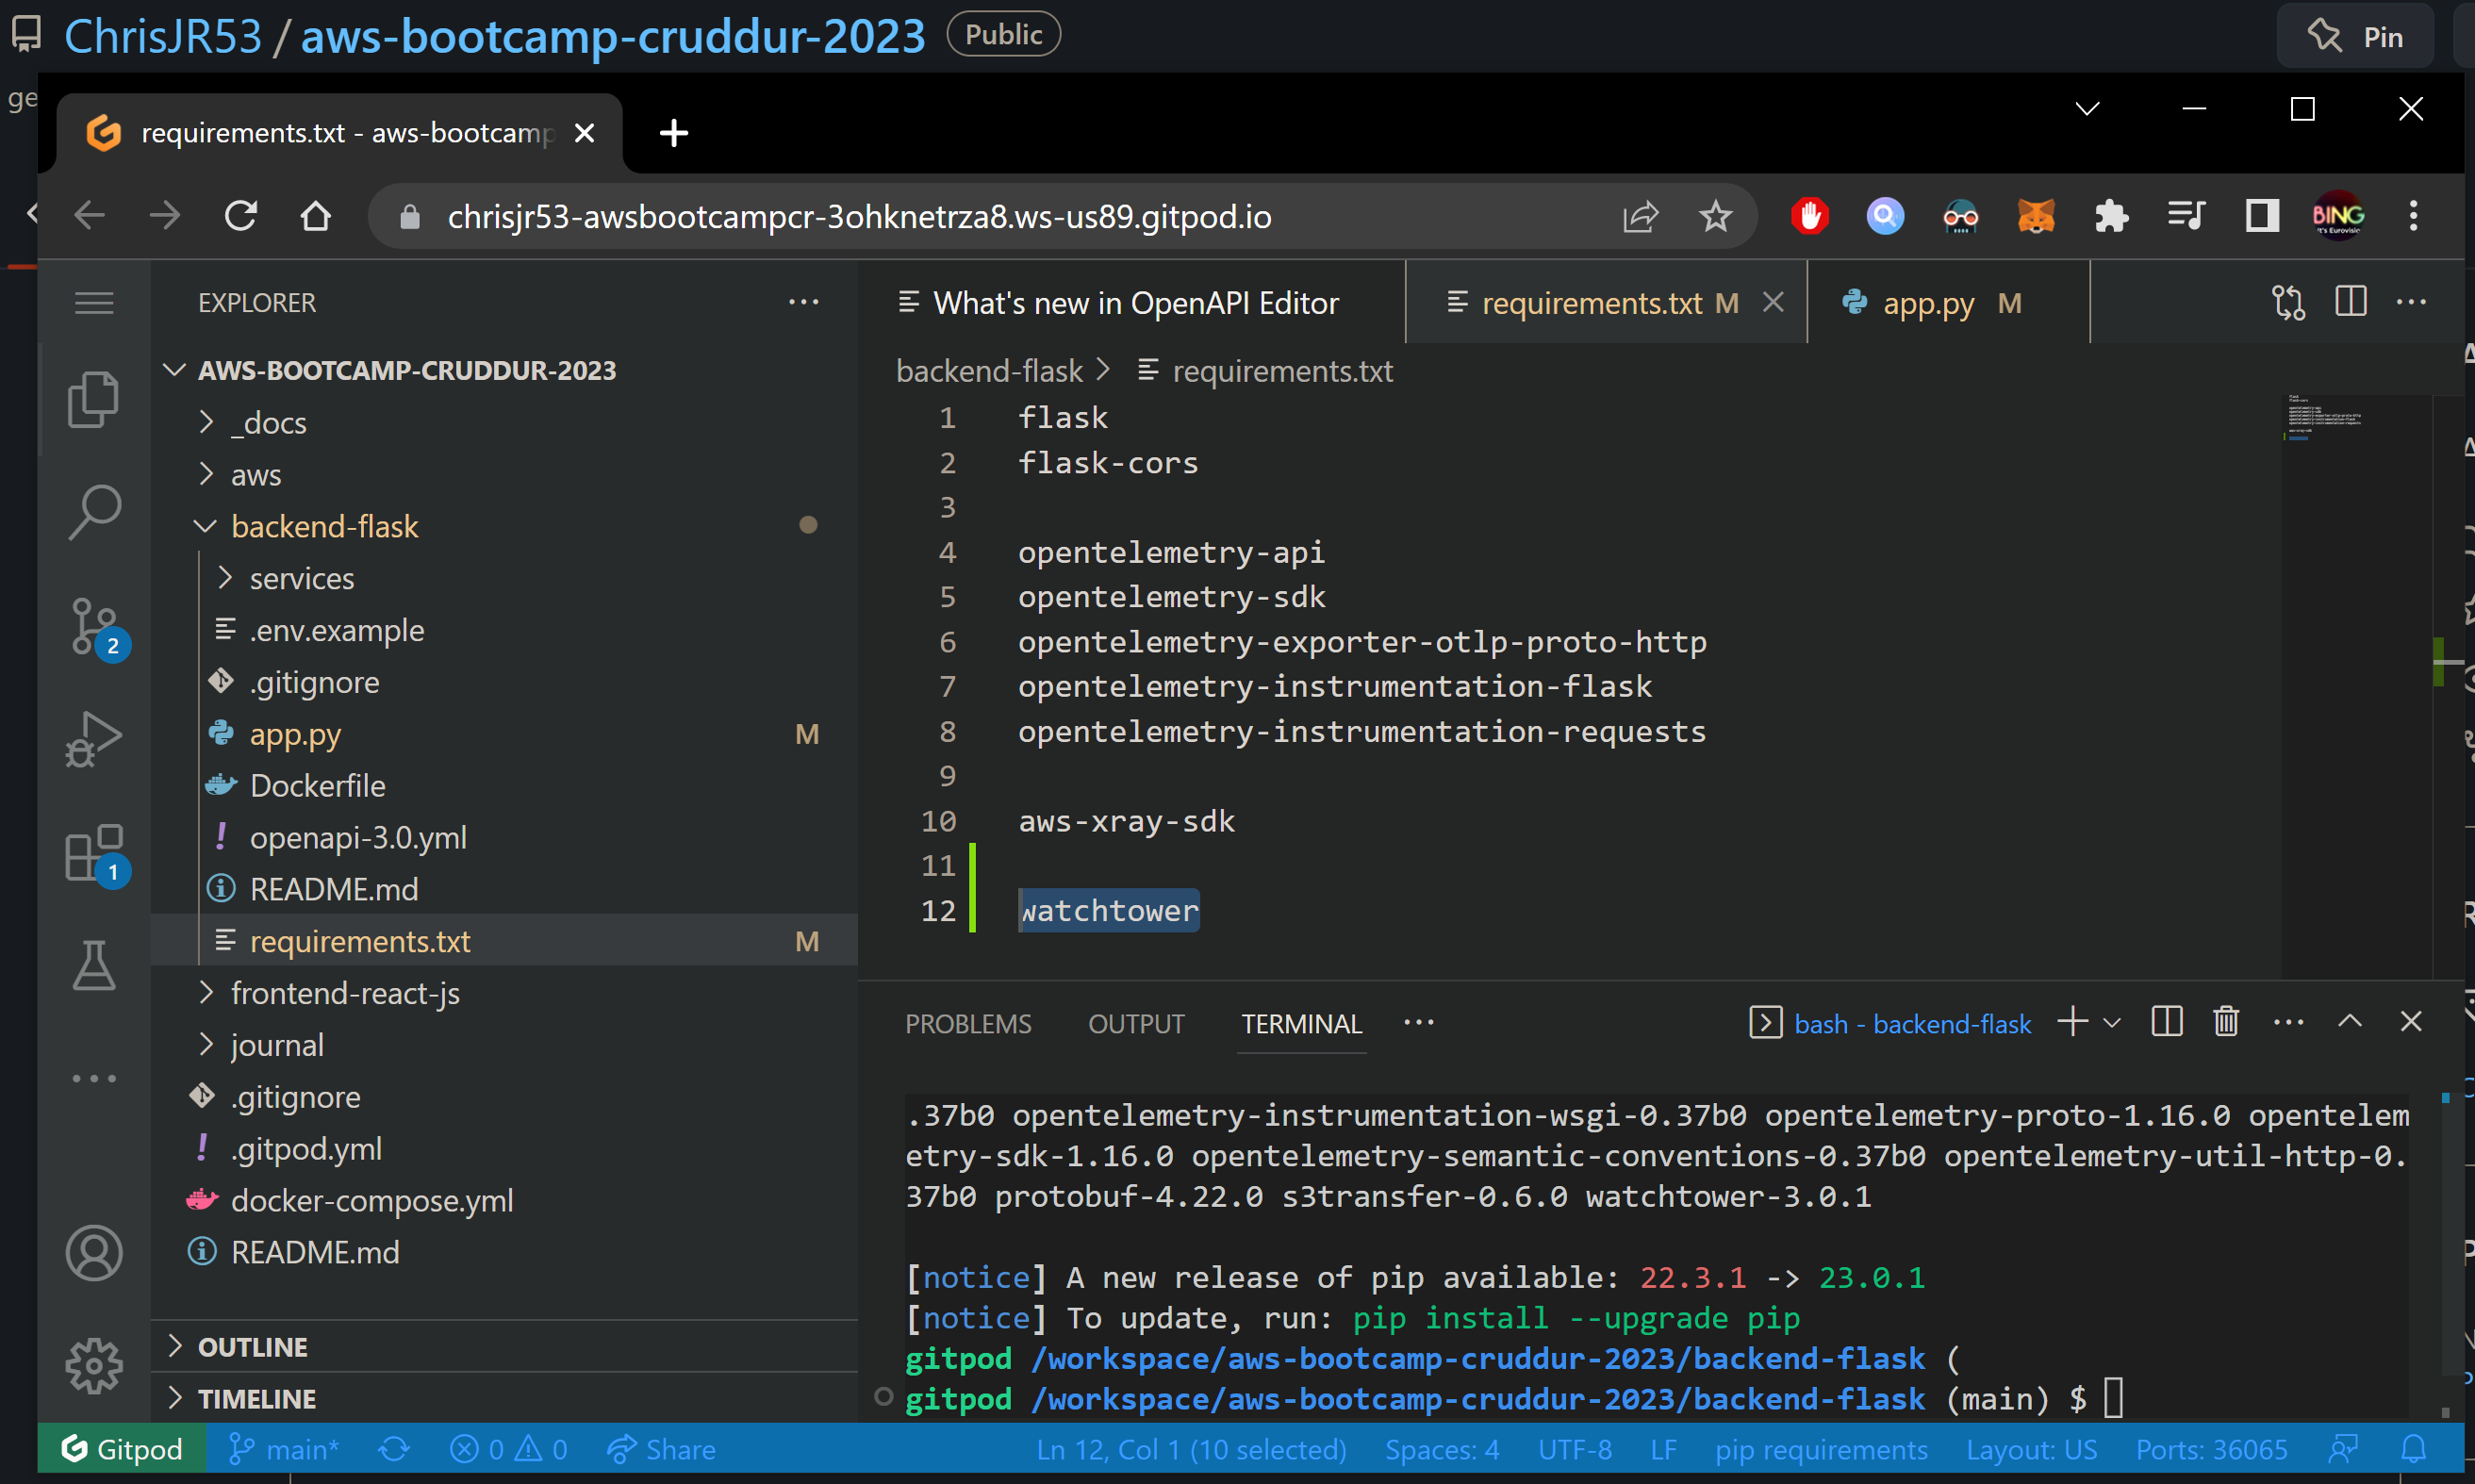 ChrisJR53 / aws-bootcamp-cruddur-2023 Public Pin
ge
requirements.txt - aws-bootcamp
chrisjr53-awsbootcampcr-3ohknetrza8.ws-us89.gitpod.io
BING
It's Eurovisio
EXPLORER
What's new in OpenAPI Editor
requirements.txt M
app.py M
AWS-BOOTCAMP-CRUDDUR-2023
_docs
aws
backend-flask
services
.env.example
.gitignore
app.py M
Dockerfile
openapi-3.0.yml
README.md
requirements.txt M
frontend-react-js
journal
.gitignore
.gitpod.yml
docker-compose.yml
README.md
OUTLINE
TIMELINE
2
1
backend-flask > requirements.txt
1 flask
2 flask-cors
3
4 opentelemetry-api
5 opentelemetry-sdk
6 opentelemetry-exporter-otlp-proto-http
7 opentelemetry-instrumentation-flask
8 opentelemetry-instrumentation-requests
9
10 aws-xray-sdk
11
12 watchtower
PROBLEMS OUTPUT TERMINAL
bash - backend-flask
.37b0 opentelemetry-instrumentation-wsgi-0.37b0 opentelemetry-proto-1.16.0 opentelem
etry-sdk-1.16.0 opentelemetry-semantic-conventions-0.37b0 opentelemetry-util-http-0.
37b0 protobuf-4.22.0 s3transfer-0.6.0 watchtower-3.0.1
[notice] A new release of pip available: 22.3.1 -> 23.0.1
[notice] To update, run: pip install --upgrade pip
gitpod /workspace/aws-bootcamp-cruddur-2023/backend-flask (
gitpod /workspace/aws-bootcamp-cruddur-2023/backend-flask (main) $
Gitpod main* 0 0 Share Ln 12, Col 1 (10 selected) Spaces: 4 UTF-8 LF pip requirements Layout: US Ports: 36065